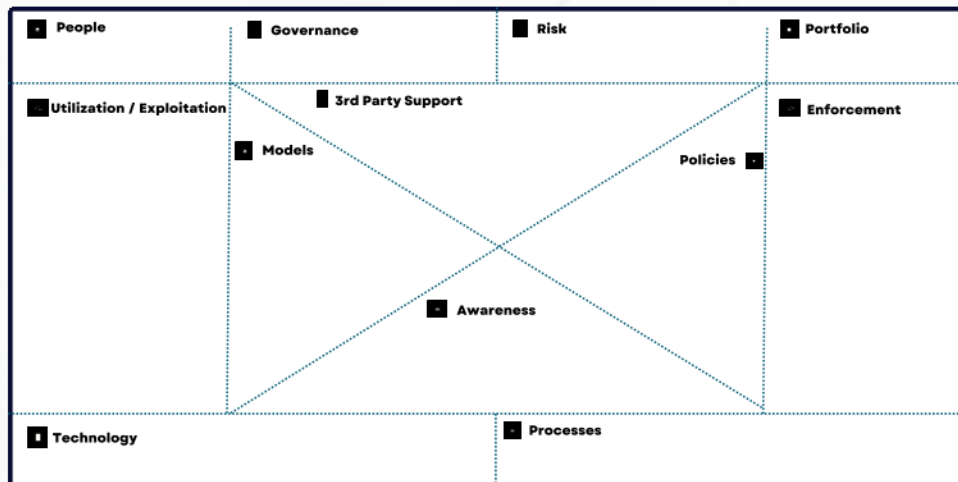 People
Governance
Risk
Portfolio
Utilization / Exploitation
3rd Party Support
Enforcement
Models
Policies
Awareness
Technology
Processes